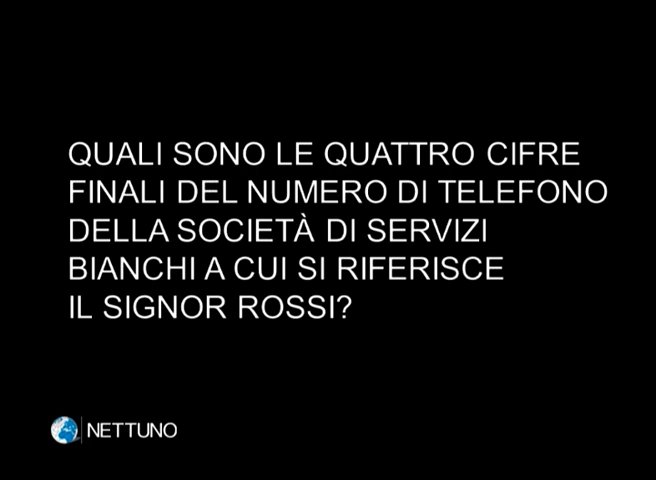 QUALI SONO LE QUATTRO CIFRE
FINALI DEL NUMERO DI TELEFONO
DELLA SOCIETÀ DI SERVIZI
BIANCHI A CUI SI RIFERISCE
IL SIGNOR ROSSI?
NETTUNO